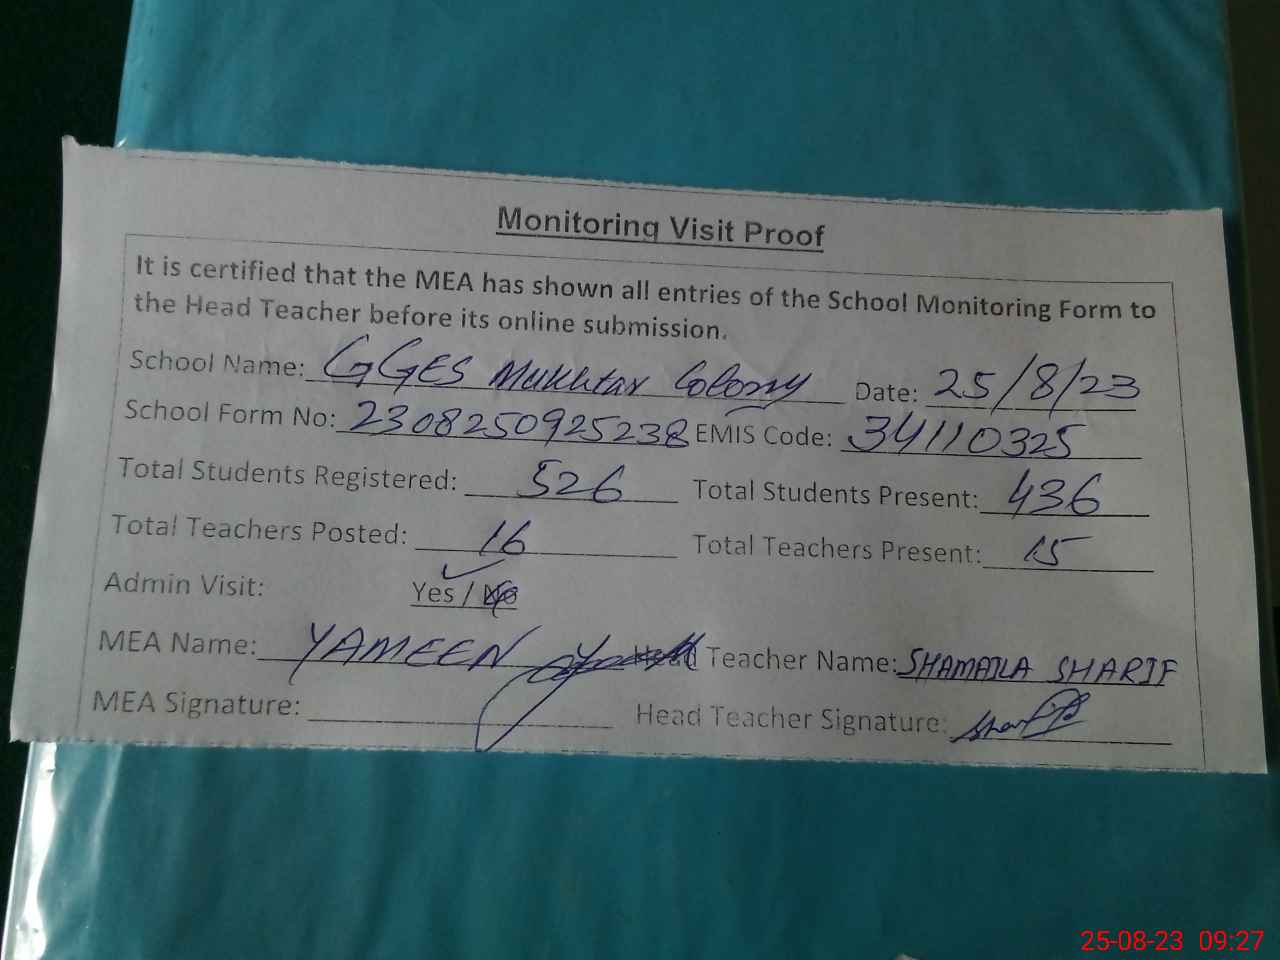 Monitoring Visit Proof
It is certified that the MEA has shown all entries of the School Monitoring Form to
the Head Teacher before its online submission.
School Name: GGES Mukhtar Colony Date: 25/8/23
School Form No: 2308250925238 EMIS Code: 34110325
Total Students Registered: 526 Total Students Present: 436
Total Teachers Posted: 16 Total Teachers Present: 15
Admin Visit: Yes / No
MEA Name: YAMEEN Head Teacher Name: SHAMAILA SHARIF
MEA Signature: Head Teacher Signature:
25-08-23 09:27